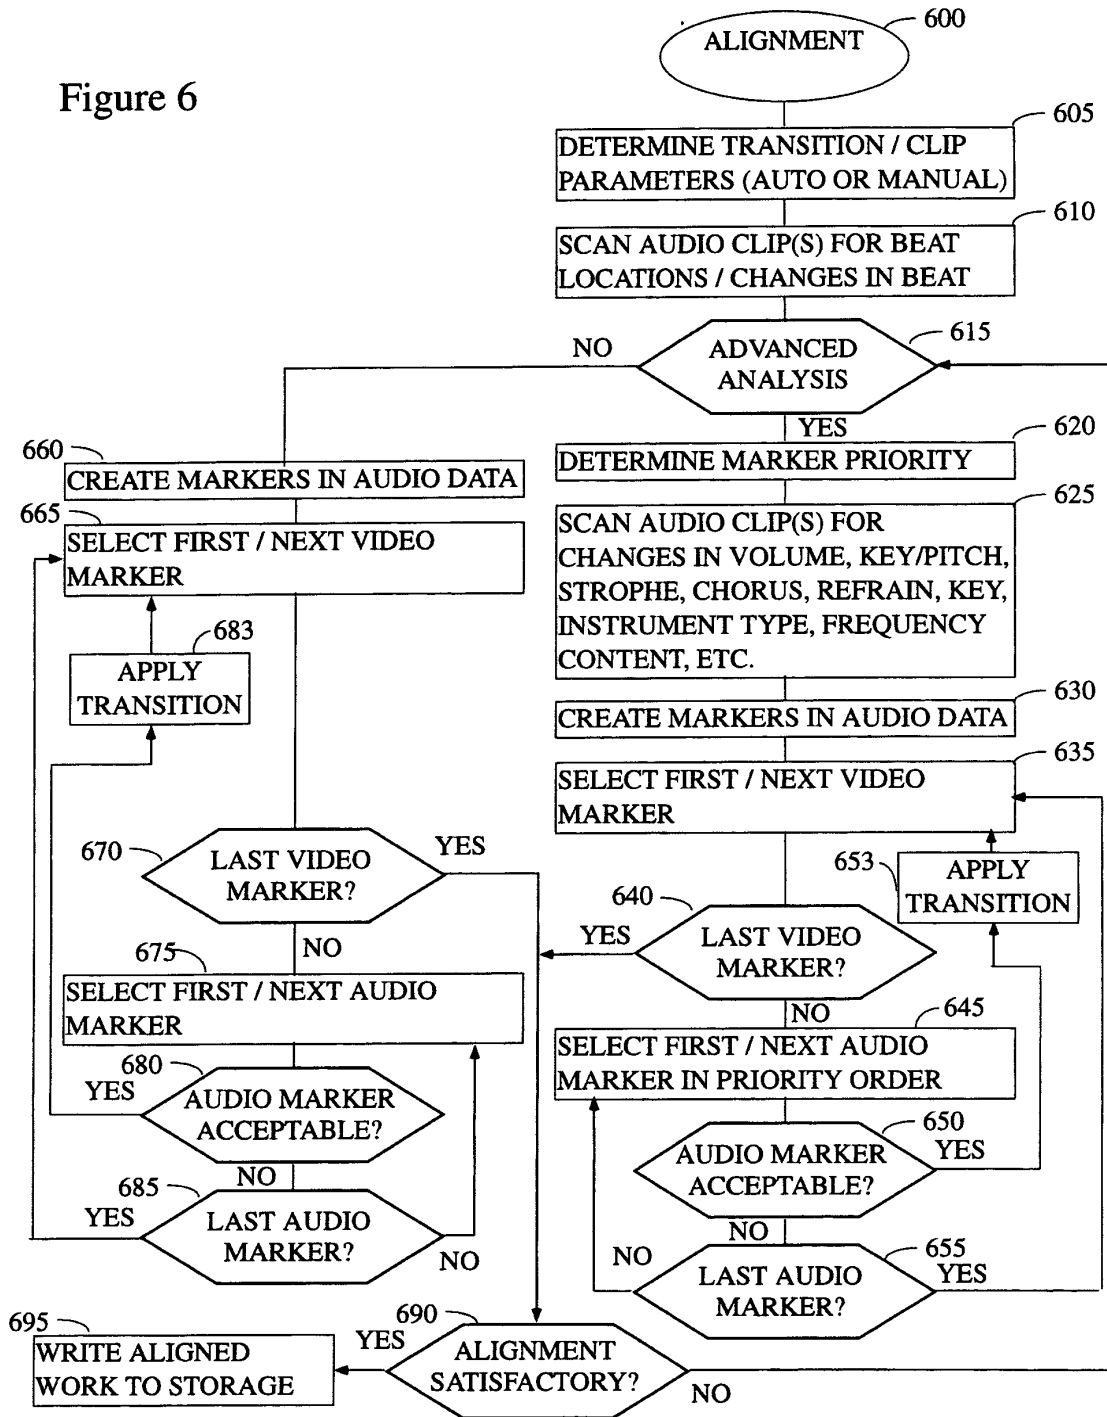 Figure 6
600
ALIGNMENT
605
DETERMINE TRANSITION / CLIP
PARAMETERS (AUTO OR MANUAL)
610
SCAN AUDIO CLIP(S) FOR BEAT
LOCATIONS / CHANGES IN BEAT
615
NO
ADVANCED
ANALYSIS
YES
620
DETERMINE MARKER PRIORITY
625
SCAN AUDIO CLIP(S) FOR
CHANGES IN VOLUME, KEY/PITCH,
STROPHE, CHORUS, REFRAIN, KEY,
INSTRUMENT TYPE, FREQUENCY
CONTENT, ETC.
630
CREATE MARKERS IN AUDIO DATA
635
SELECT FIRST / NEXT VIDEO
MARKER
653
APPLY
TRANSITION
640
YES
LAST VIDEO
MARKER?
NO
645
SELECT FIRST / NEXT AUDIO
MARKER IN PRIORITY ORDER
650
AUDIO MARKER
ACCEPTABLE?
YES
NO
655
NO
LAST AUDIO
MARKER?
YES
660
CREATE MARKERS IN AUDIO DATA
665
SELECT FIRST / NEXT VIDEO
MARKER
683
APPLY
TRANSITION
670
LAST VIDEO
MARKER?
YES
NO
675
SELECT FIRST / NEXT AUDIO
MARKER
680
YES
AUDIO MARKER
ACCEPTABLE?
NO
685
YES
LAST AUDIO
MARKER?
NO
690
YES
ALIGNMENT
SATISFACTORY?
NO
695
WRITE ALIGNED
WORK TO STORAGE